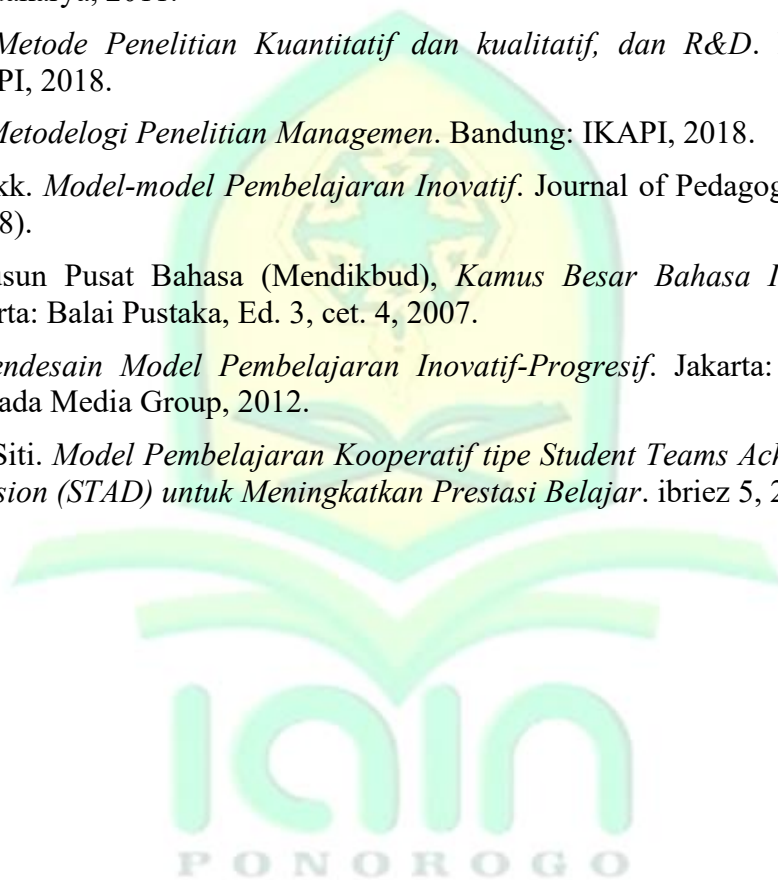 Metode Penelitian Kuantitatif dan kualitatif, dan R&D.
PI, 2018.
Metodelogi Penelitian Managemen. Bandung: IKAPI, 2018.
kk. Model-model Pembelajaran Inovatif. Journal of Pedagog
8).
usun Pusat Bahasa (Mendikbud), Kamus Besar Bahasa I
rta: Balai Pustaka, Ed. 3, cet. 4, 2007.
endesain Model Pembelajaran Inovatif-Progresif. Jakarta:
ada Media Group, 2012.
Siti. Model Pembelajaran Kooperatif tipe Student Teams Ach
sion (STAD) untuk Meningkatkan Prestasi Belajar. ibriez 5, 2
iain
PONOROGO